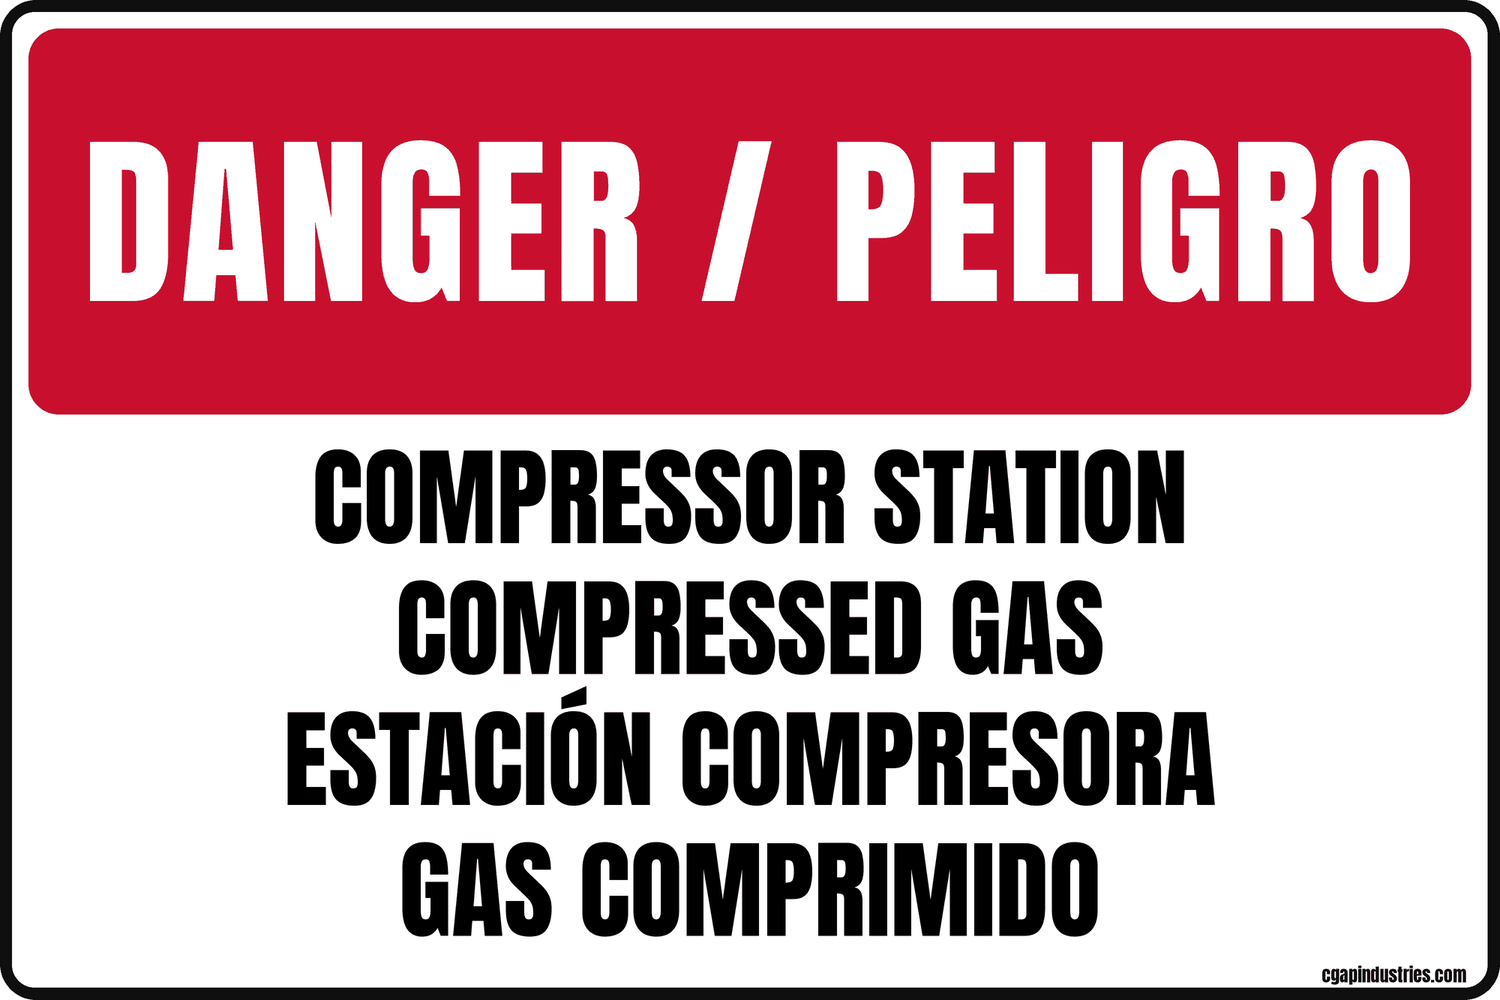 DANGER / PELIGRO
COMPRESSOR STATION
COMPRESSED GAS
ESTACIÓN COMPRESORA
GAS COMPRIMIDO
cgapindustries.com